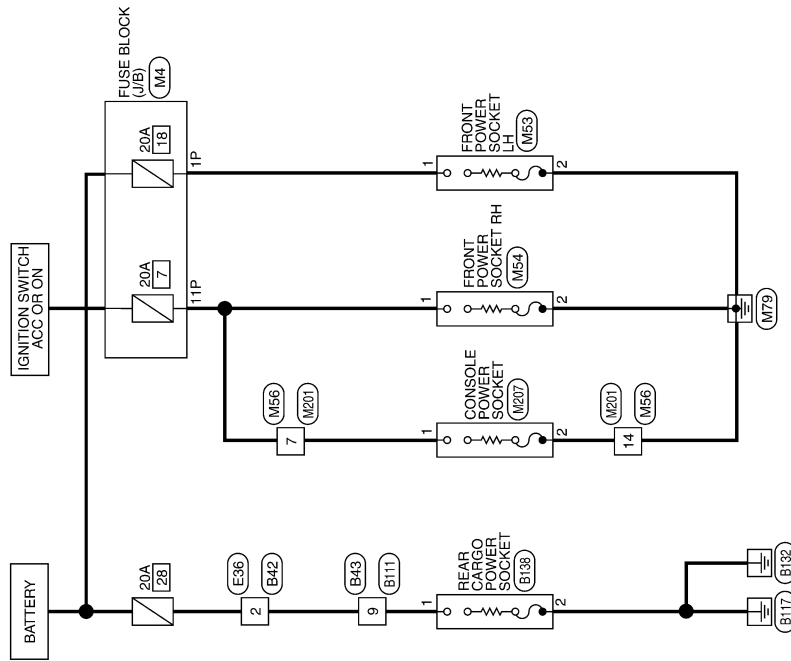 BATTERY
IGNITION SWITCH
ACC OR ON
FUSE BLOCK
(J/B)
M4
20A
28
20A
7
20A
18
11P
1P
E36
2
B42
M56
7
M201
B43
9
B111
1
REAR
CARGO
POWER
SOCKET
B138
2
1
CONSOLE
POWER
SOCKET
M207
2
1
FRONT
POWER
SOCKET RH
M54
2
1
FRONT
POWER
SOCKET
LH
M53
2
M201
14
M56
B117
B132
M79